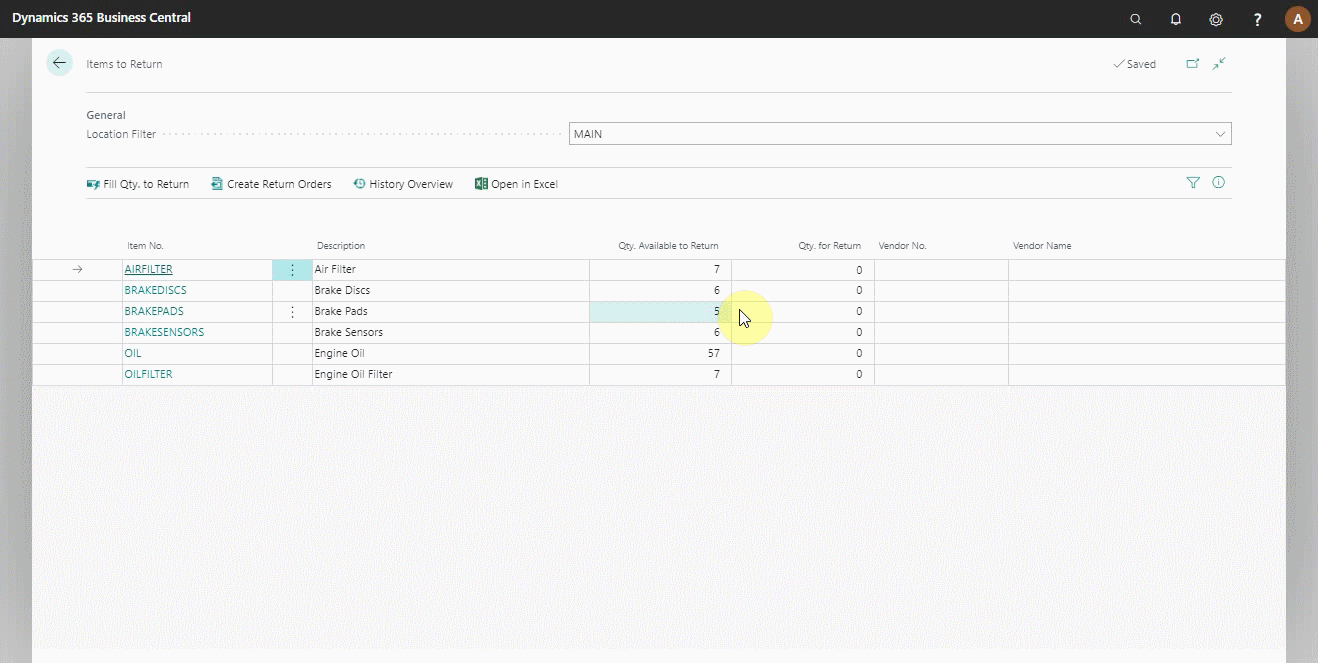 Dynamics 365 Business Central
? A
Items to Return Saved
General
Location Filter MAIN
Fill Qty. to Return Create Return Orders History Overview Open in Excel
Item No. Description Qty. Available to Return Qty. for Return Vendor No. Vendor Name
AIRFILTER Air Filter 7 0
BRAKEDISCS Brake Discs 6 0
BRAKEPADS Brake Pads 5 0
BRAKESENSORS Brake Sensors 6 0
OIL Engine Oil 57 0
OILFILTER Engine Oil Filter 7 0